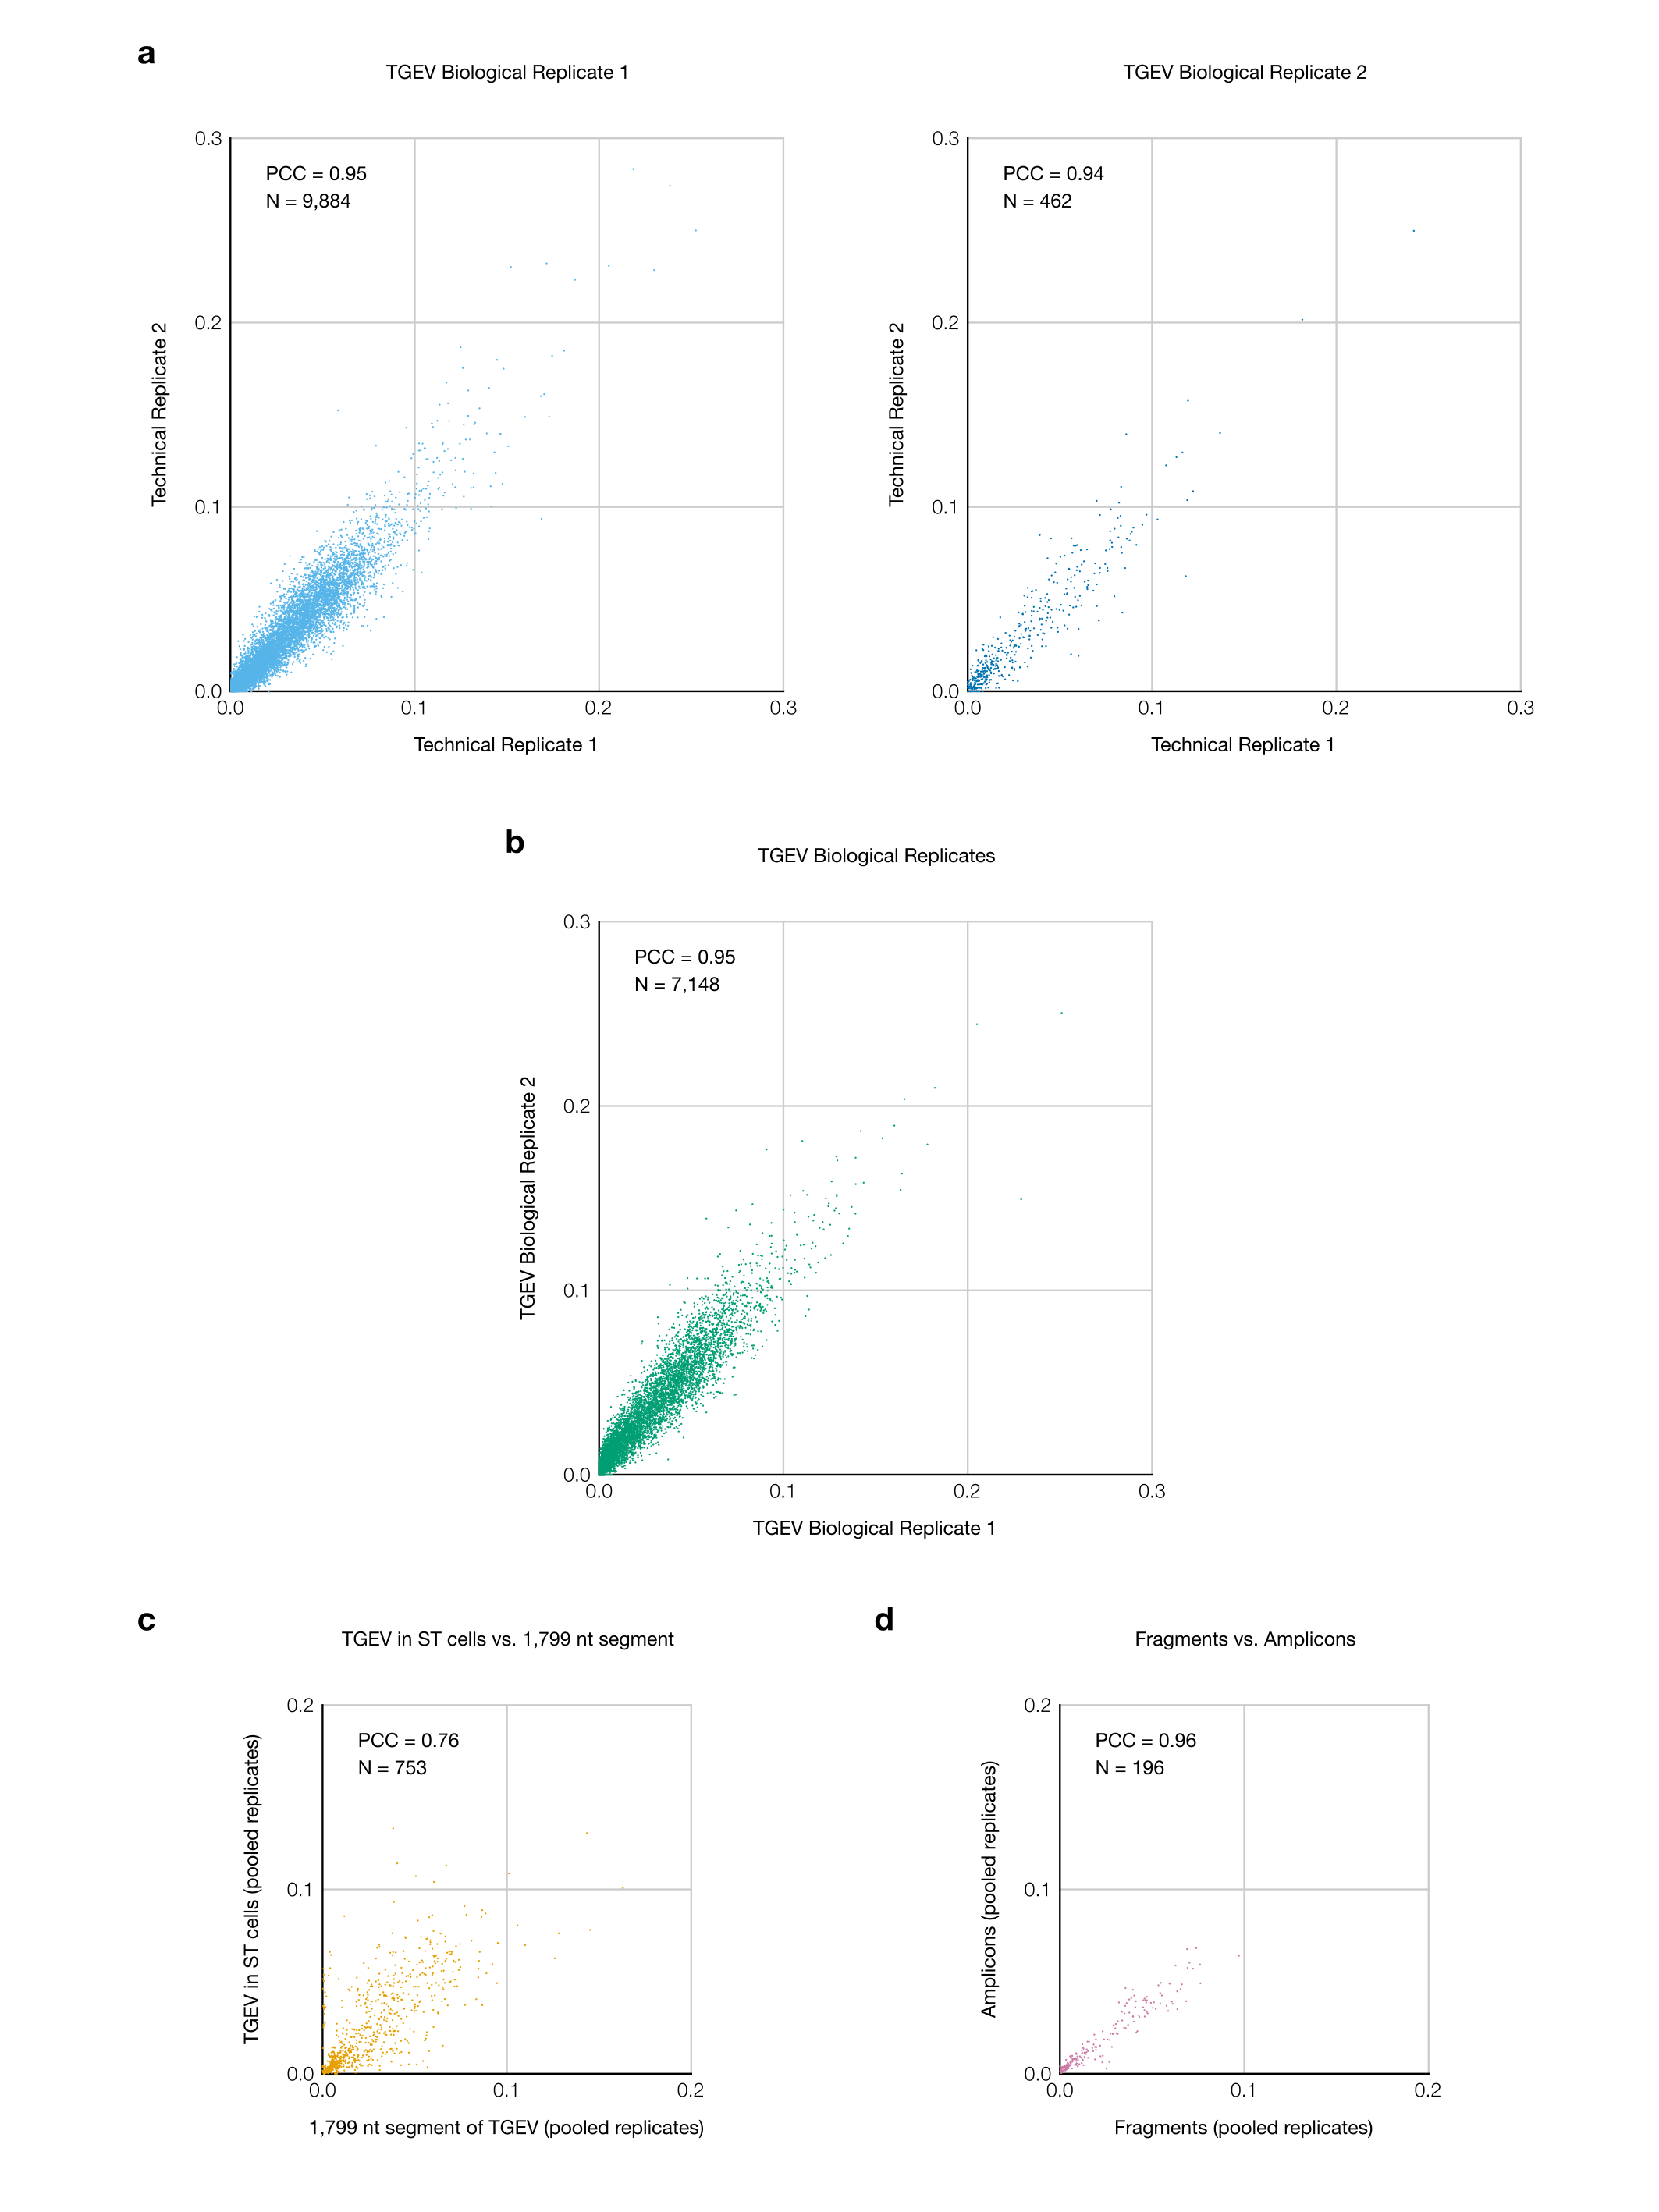 a
TGEV Biological Replicate 1
0.3
0.2
0.1
0.0
PCC = 0.95
N = 9,884
Technical Replicate 2
0.0 0.1 0.2 0.3
Technical Replicate 1
TGEV Biological Replicate 2
0.3
0.2
0.1
0.0
PCC = 0.94
N = 462
Technical Replicate 2
0.0 0.1 0.2 0.3
Technical Replicate 1
b
TGEV Biological Replicates
0.3
0.2
0.1
0.0
PCC = 0.95
N = 7,148
TGEV Biological Replicate 2
0.0 0.1 0.2 0.3
TGEV Biological Replicate 1
c
TGEV in ST cells vs. 1,799 nt segment
0.2
0.1
0.0
PCC = 0.76
N = 753
TGEV in ST cells (pooled replicates)
0.0 0.1 0.2
1,799 nt segment of TGEV (pooled replicates)
d
Fragments vs. Amplicons
0.2
0.1
0.0
PCC = 0.96
N = 196
Amplicons (pooled replicates)
0.0 0.1 0.2
Fragments (pooled replicates)